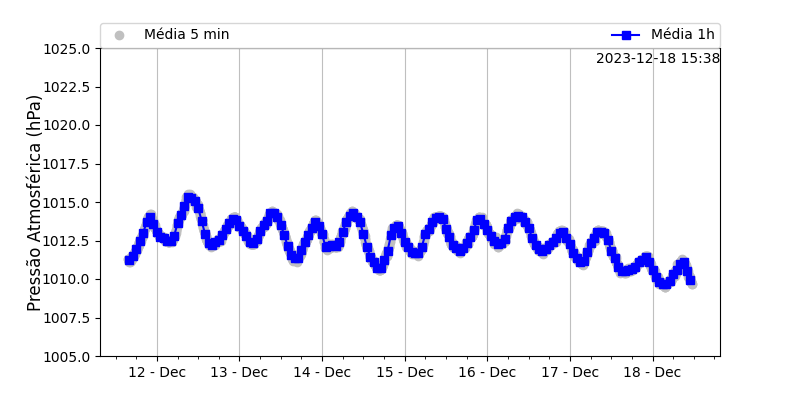 Média 5 min
Média 1h
2023-12-18 15:38
Pressão Atmosférica (hPa)
1025.0
1022.5
1020.0
1017.5
1015.0
1012.5
1010.0
1007.5
1005.0
12 - Dec
13 - Dec
14 - Dec
15 - Dec
16 - Dec
17 - Dec
18 - Dec